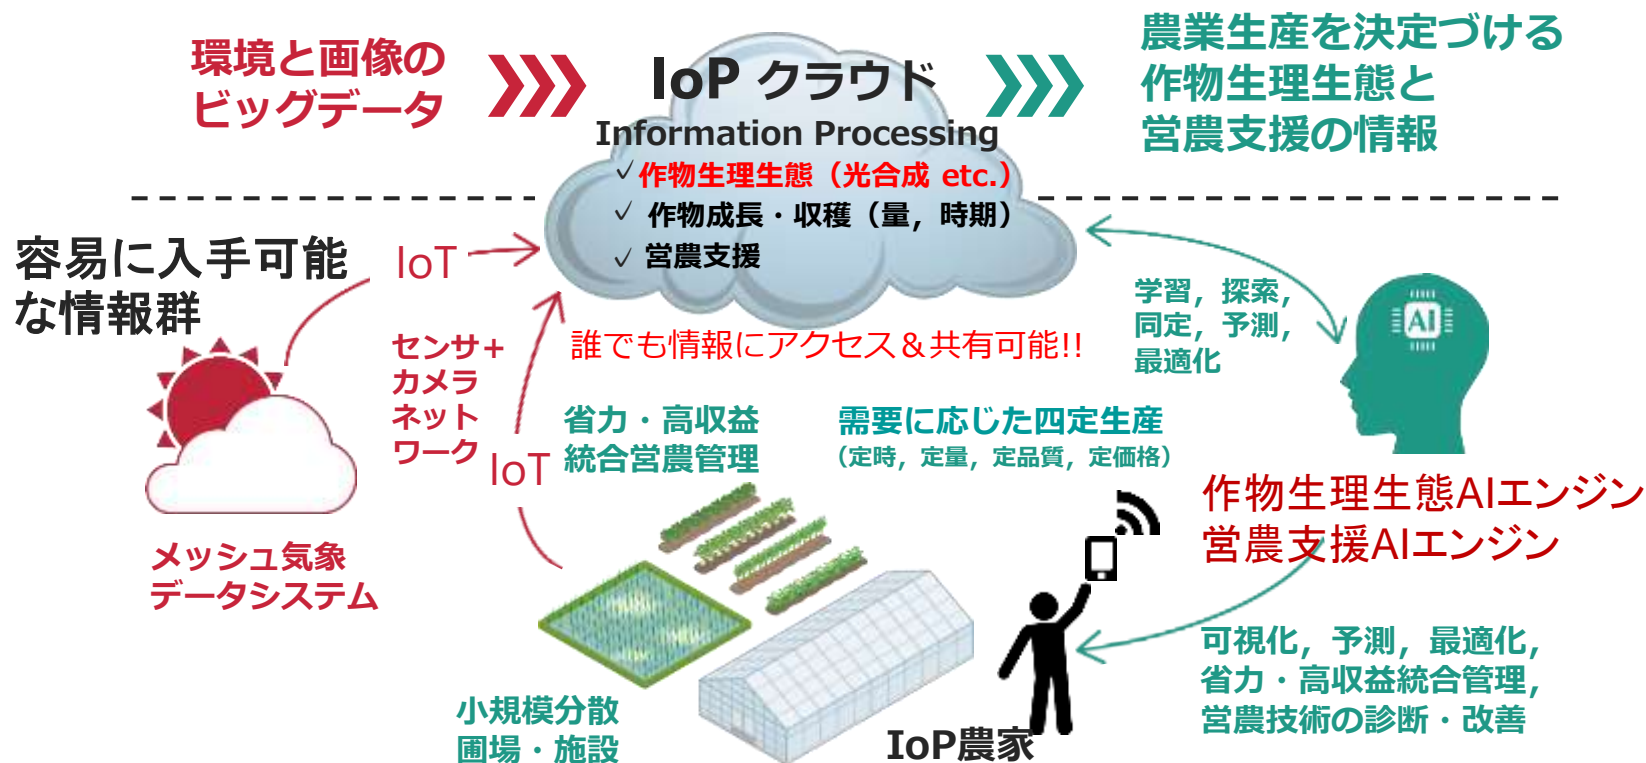 環境と画像の
ビッグデータ
IoP クラウド
Information Processing
✓作物生理生態（光合成 etc.）
✓ 作物成長・収穫（量，時期）
✓ 営農支援
農業生産を決定づける
作物生理生態と
営農支援の情報
容易に入手可能
な情報群
IoT
センサ＋
カメラ
ネット
ワーク
IoT
誰でも情報にアクセス＆共有可能!!
学習，探索，
同定，予測，
最適化
AI
省力・高収益
統合営農管理
需要に応じた四定生産
（定時，定量，定品質，定価格）
作物生理生態AIエンジン
営農支援AIエンジン
メッシュ気象
データシステム
可視化，予測，最適化，
省力・高収益統合管理，
営農技術の診断・改善
小規模分散
圃場・施設
IoP農家